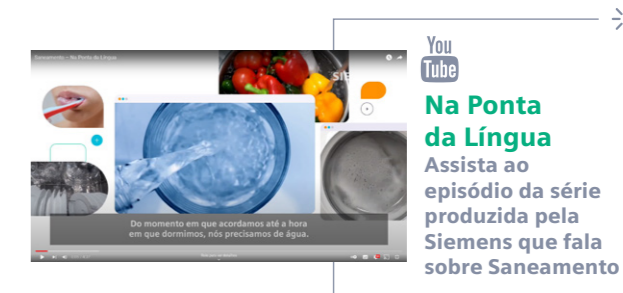 Saneamento - Na Ponta da Língua
SIE
Do momento em que acordamos até a hora
em que dormimos, nós precisamos de água.
You
Tube
Na Ponta
da Língua
Assista ao
episódio da série
produzida pela
Siemens que fala
sobre Saneamento